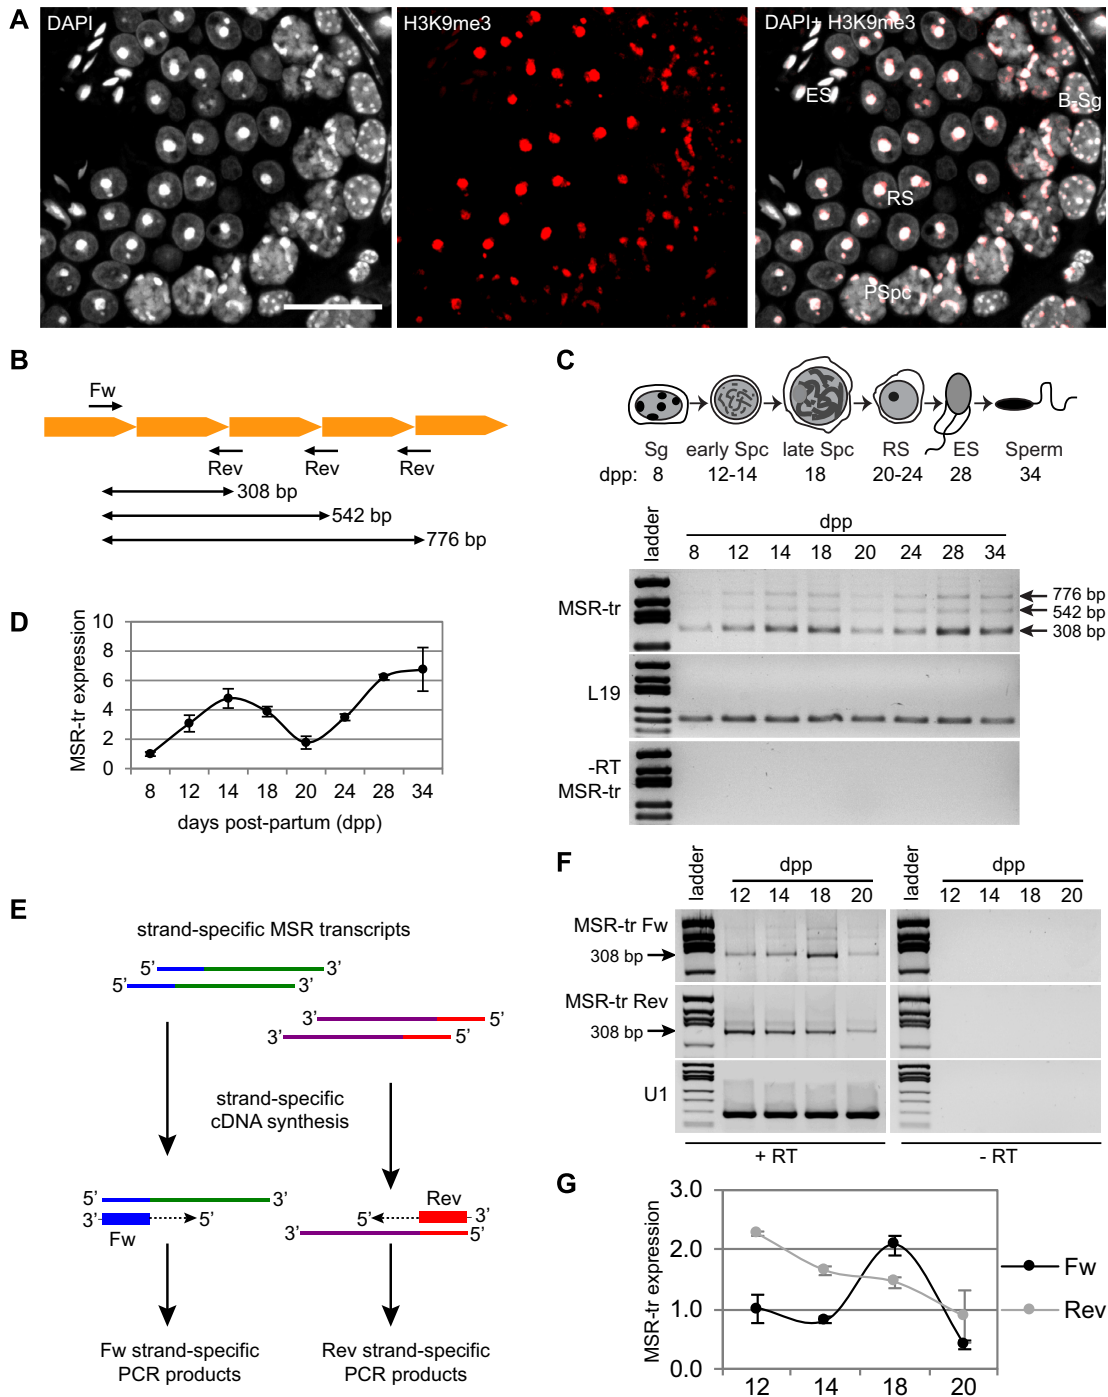 A
DAPI
H3K9me3
DAPI+ H3K9me3
ES
B-Sg
RS
PSpc
B
Fw
Rev
Rev
Rev
308 bp
542 bp
776 bp
C
Sg
early Spc
late Spc
RS
ES
Sperm
dpp:
8
12-14
18
20-24
28
34
ladder
dpp
8 12 14 18 20 24 28 34
MSR-tr
776 bp
542 bp
308 bp
L19
-RT
MSR-tr
D
MSR-tr expression
10
8
6
4
2
0
8 12 14 18 20 24 28 34
days post-partum (dpp)
E
strand-specific MSR transcripts
5’
3’
5’
3’
3’
5’
3’
5’
strand-specific
cDNA synthesis
5’
3’
3’
5’
Fw
Rev
5’
3’
3’
5’
Fw strand-specific
PCR products
Rev strand-specific
PCR products
F
ladder
dpp
12 14 18 20
ladder
dpp
12 14 18 20
MSR-tr Fw
308 bp
MSR-tr Rev
308 bp
U1
+ RT
- RT
G
MSR-tr expression
3.0
2.0
1.0
0.0
12 14 18 20
Fw
Rev